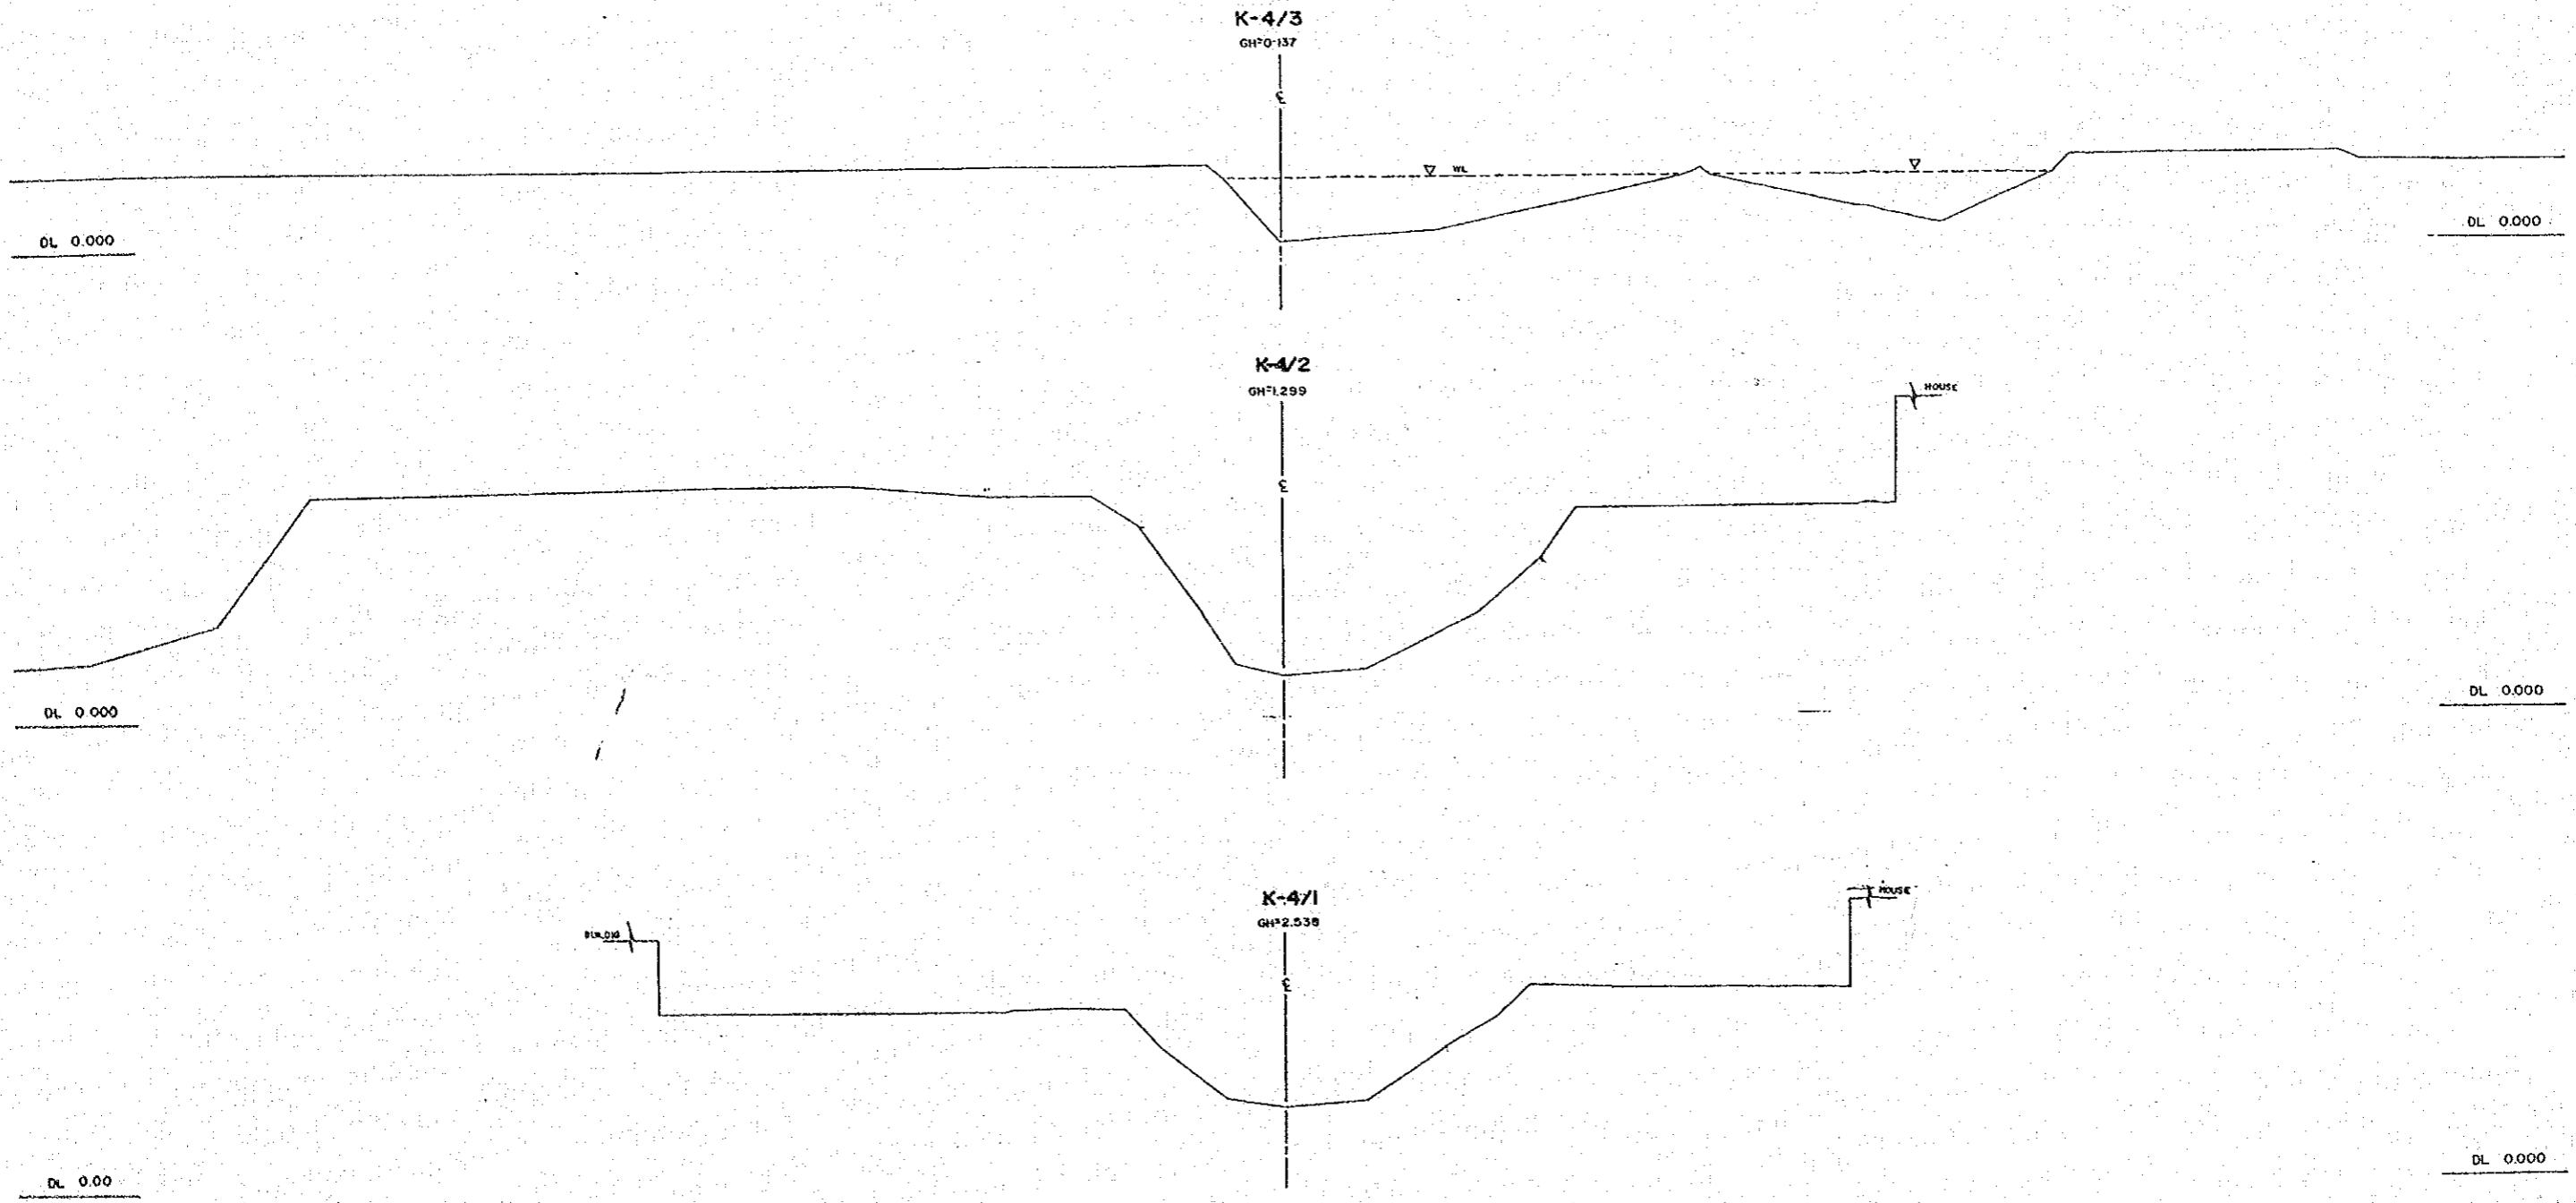 K-4/3
GH=0.137
℄
WL
DL 0.000
DL 0.000
K-4/2
GH=1.299
HOUSE
℄
DL 0.000
DL 0.000
K-4/1
GH=2.538
HOUSE
℄
DL 0.00
DL 0.000